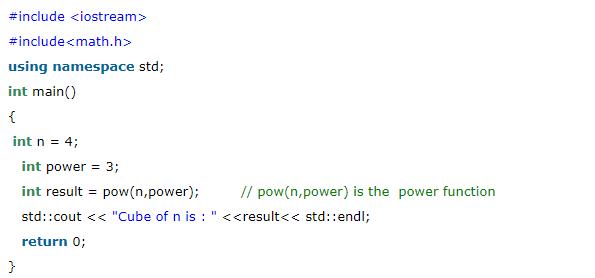 #include <iostream>
#include<math.h>
using namespace std;
int main()
{
int n = 4;
int power = 3;
int result = pow(n,power); // pow(n,power) is the power function
std::cout << "Cube of n is : " <<result<< std::endl;
return 0;
}